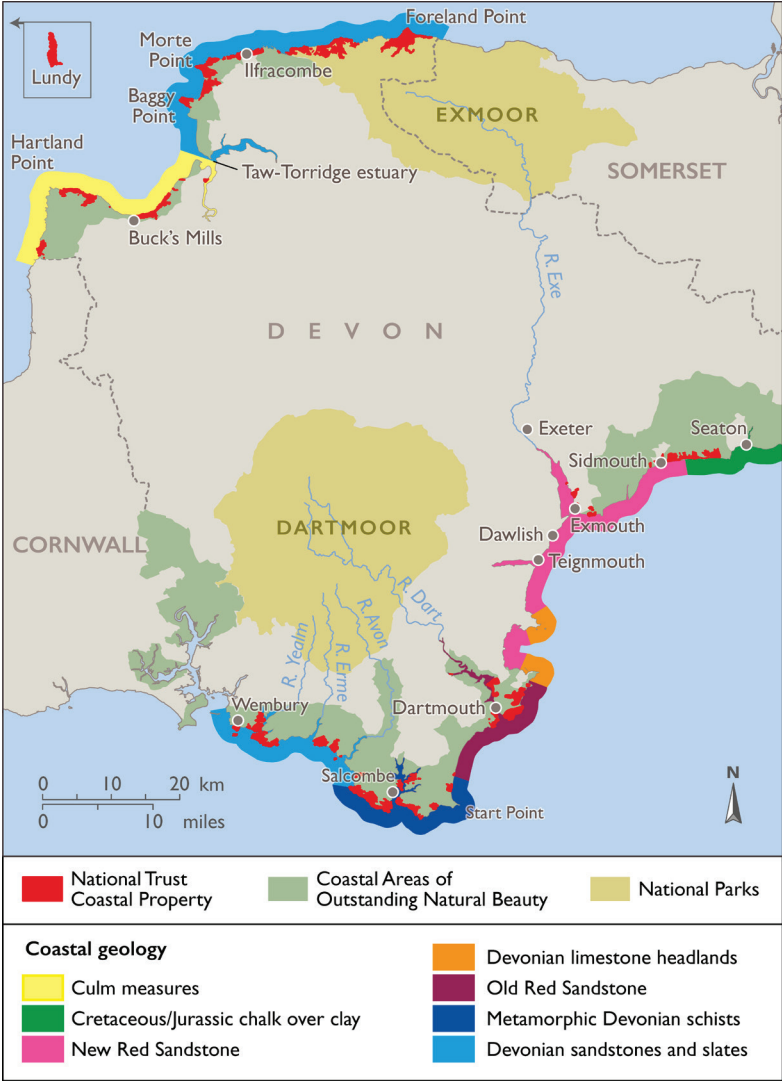 Foreland Point
Morte
Point
Lundy
Ilfracombe
Baggy
Point
EXMOOR
Hartland
Point
Taw-Torridge estuary
SOMERSET
Buck's Mills
R. Exe
DEVON
Exeter
Seaton
Sidmouth
DARTMOOR
Exmouth
Dawlish
CORNWALL
Teignmouth
R. Dart
R. Avon
R. Erme
R. Yealm
Wembury
Dartmouth
0 10 20 km
0 10 miles
Salcombe
N
Start Point
National Trust
Coastal Property
Coastal Areas of
Outstanding Natural Beauty
National Parks
Coastal geology
Culm measures
Cretaceous/Jurassic chalk over clay
New Red Sandstone
Devonian limestone headlands
Old Red Sandstone
Metamorphic Devonian schists
Devonian sandstones and slates